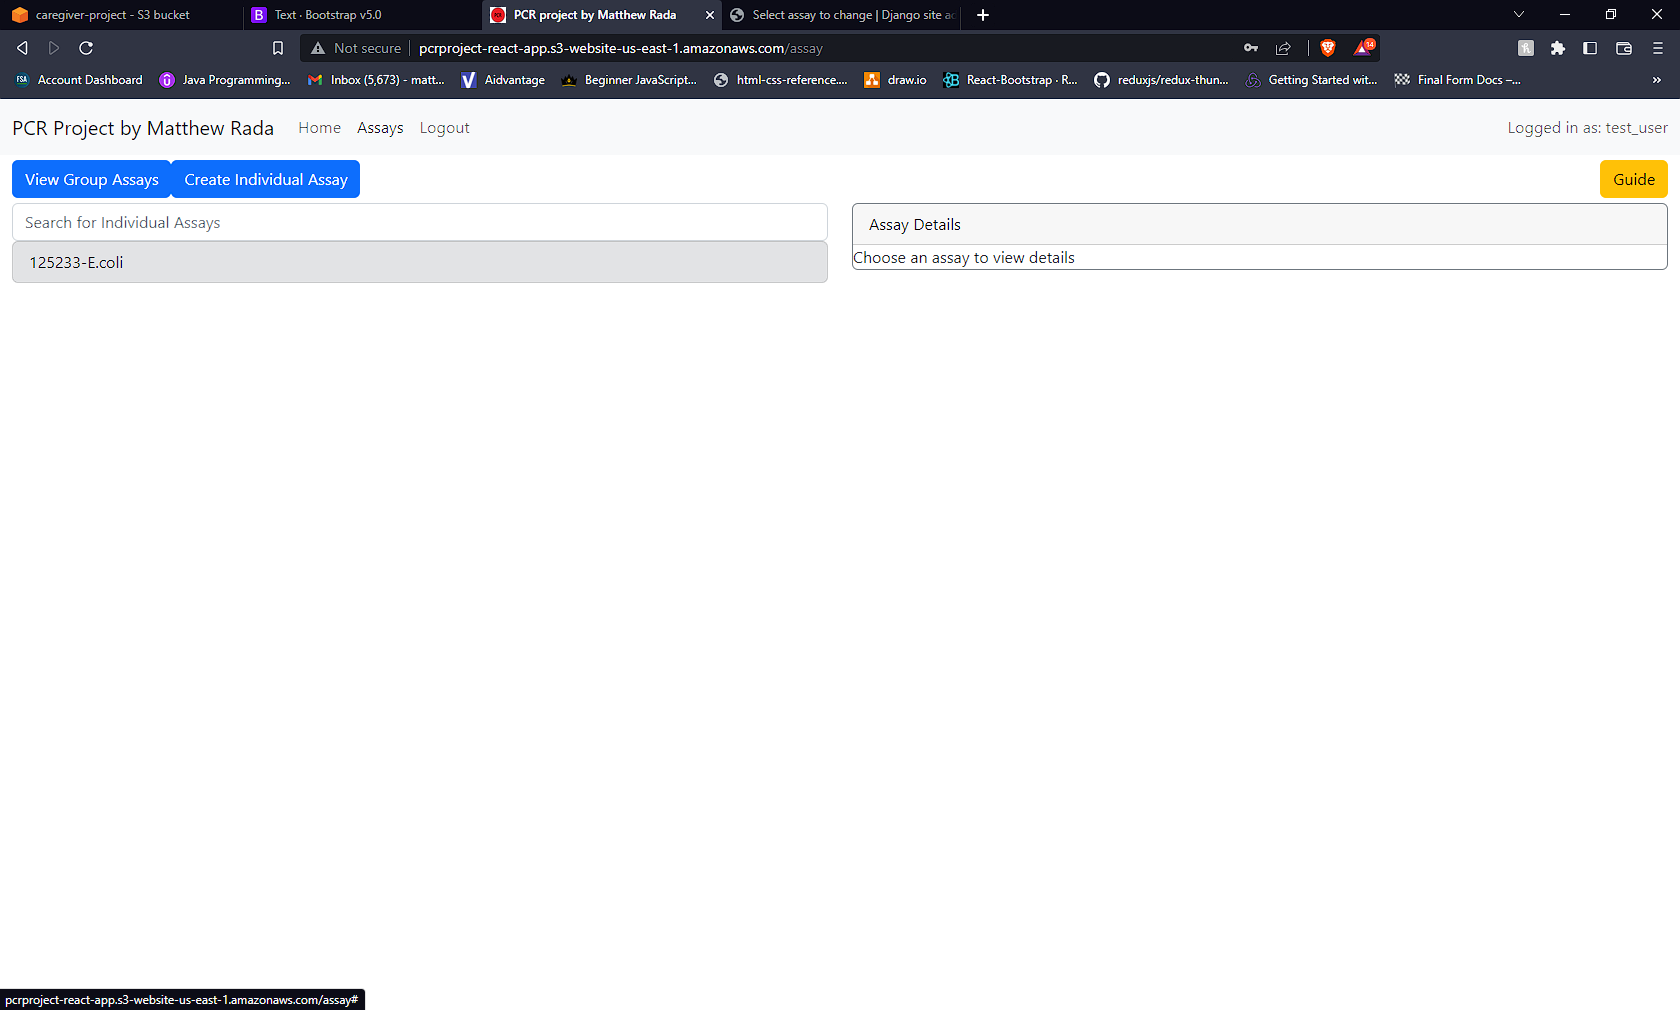 caregiver-project - S3 bucket
B Text · Bootstrap v5.0
PCR project by Matthew Rada
Select assay to change | Django site ad
Not secure pcrproject-react-app.s3-website-us-east-1.amazonaws.com/assay
14
FSA Account Dashboard
Java Programming...
Inbox (5,673) - matt...
V Aidvantage
Beginner JavaScript...
html-css-reference....
draw.io
React-Bootstrap · R...
reduxjs/redux-thun...
Getting Started wit...
Final Form Docs –...
»
PCR Project by Matthew Rada Home Assays Logout Logged in as: test_user
View Group Assays Create Individual Assay Guide
Search for Individual Assays
125233-E.coli
Assay Details
Choose an assay to view details
pcrproject-react-app.s3-website-us-east-1.amazonaws.com/assay#